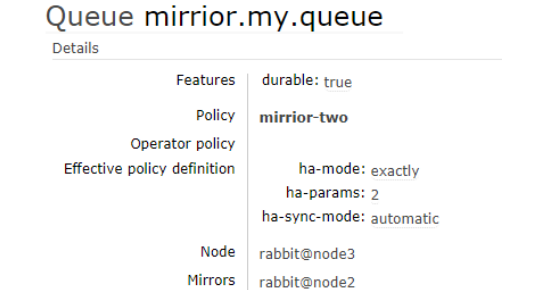 Queue mirrior.my.queue
Details
Features durable: true
Policy mirrior-two
Operator policy
Effective policy definition ha-mode: exactly
ha-params: 2
ha-sync-mode: automatic
Node rabbit@node3
Mirrors rabbit@node2